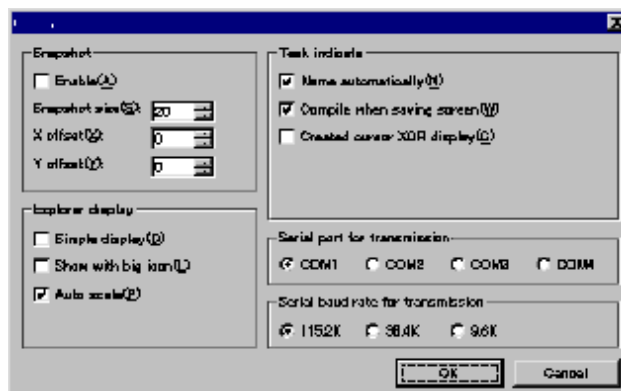 Snapshot
Enable(A)
Snapshot size(S): 20
X offset(X): 0
Y offset(Y): 0
Explorer display
Simple display(D)
Show with big icon(L)
Auto scale(P)
Task indicate
Name automatically(N)
Compile when saving screen(W)
Created cursor XOR display(C)
Serial port for transmission
COM1 COM2 COM3 COM4
Serial baud rate for transmission
115.2K 38.4K 9.6K
OK Cancel